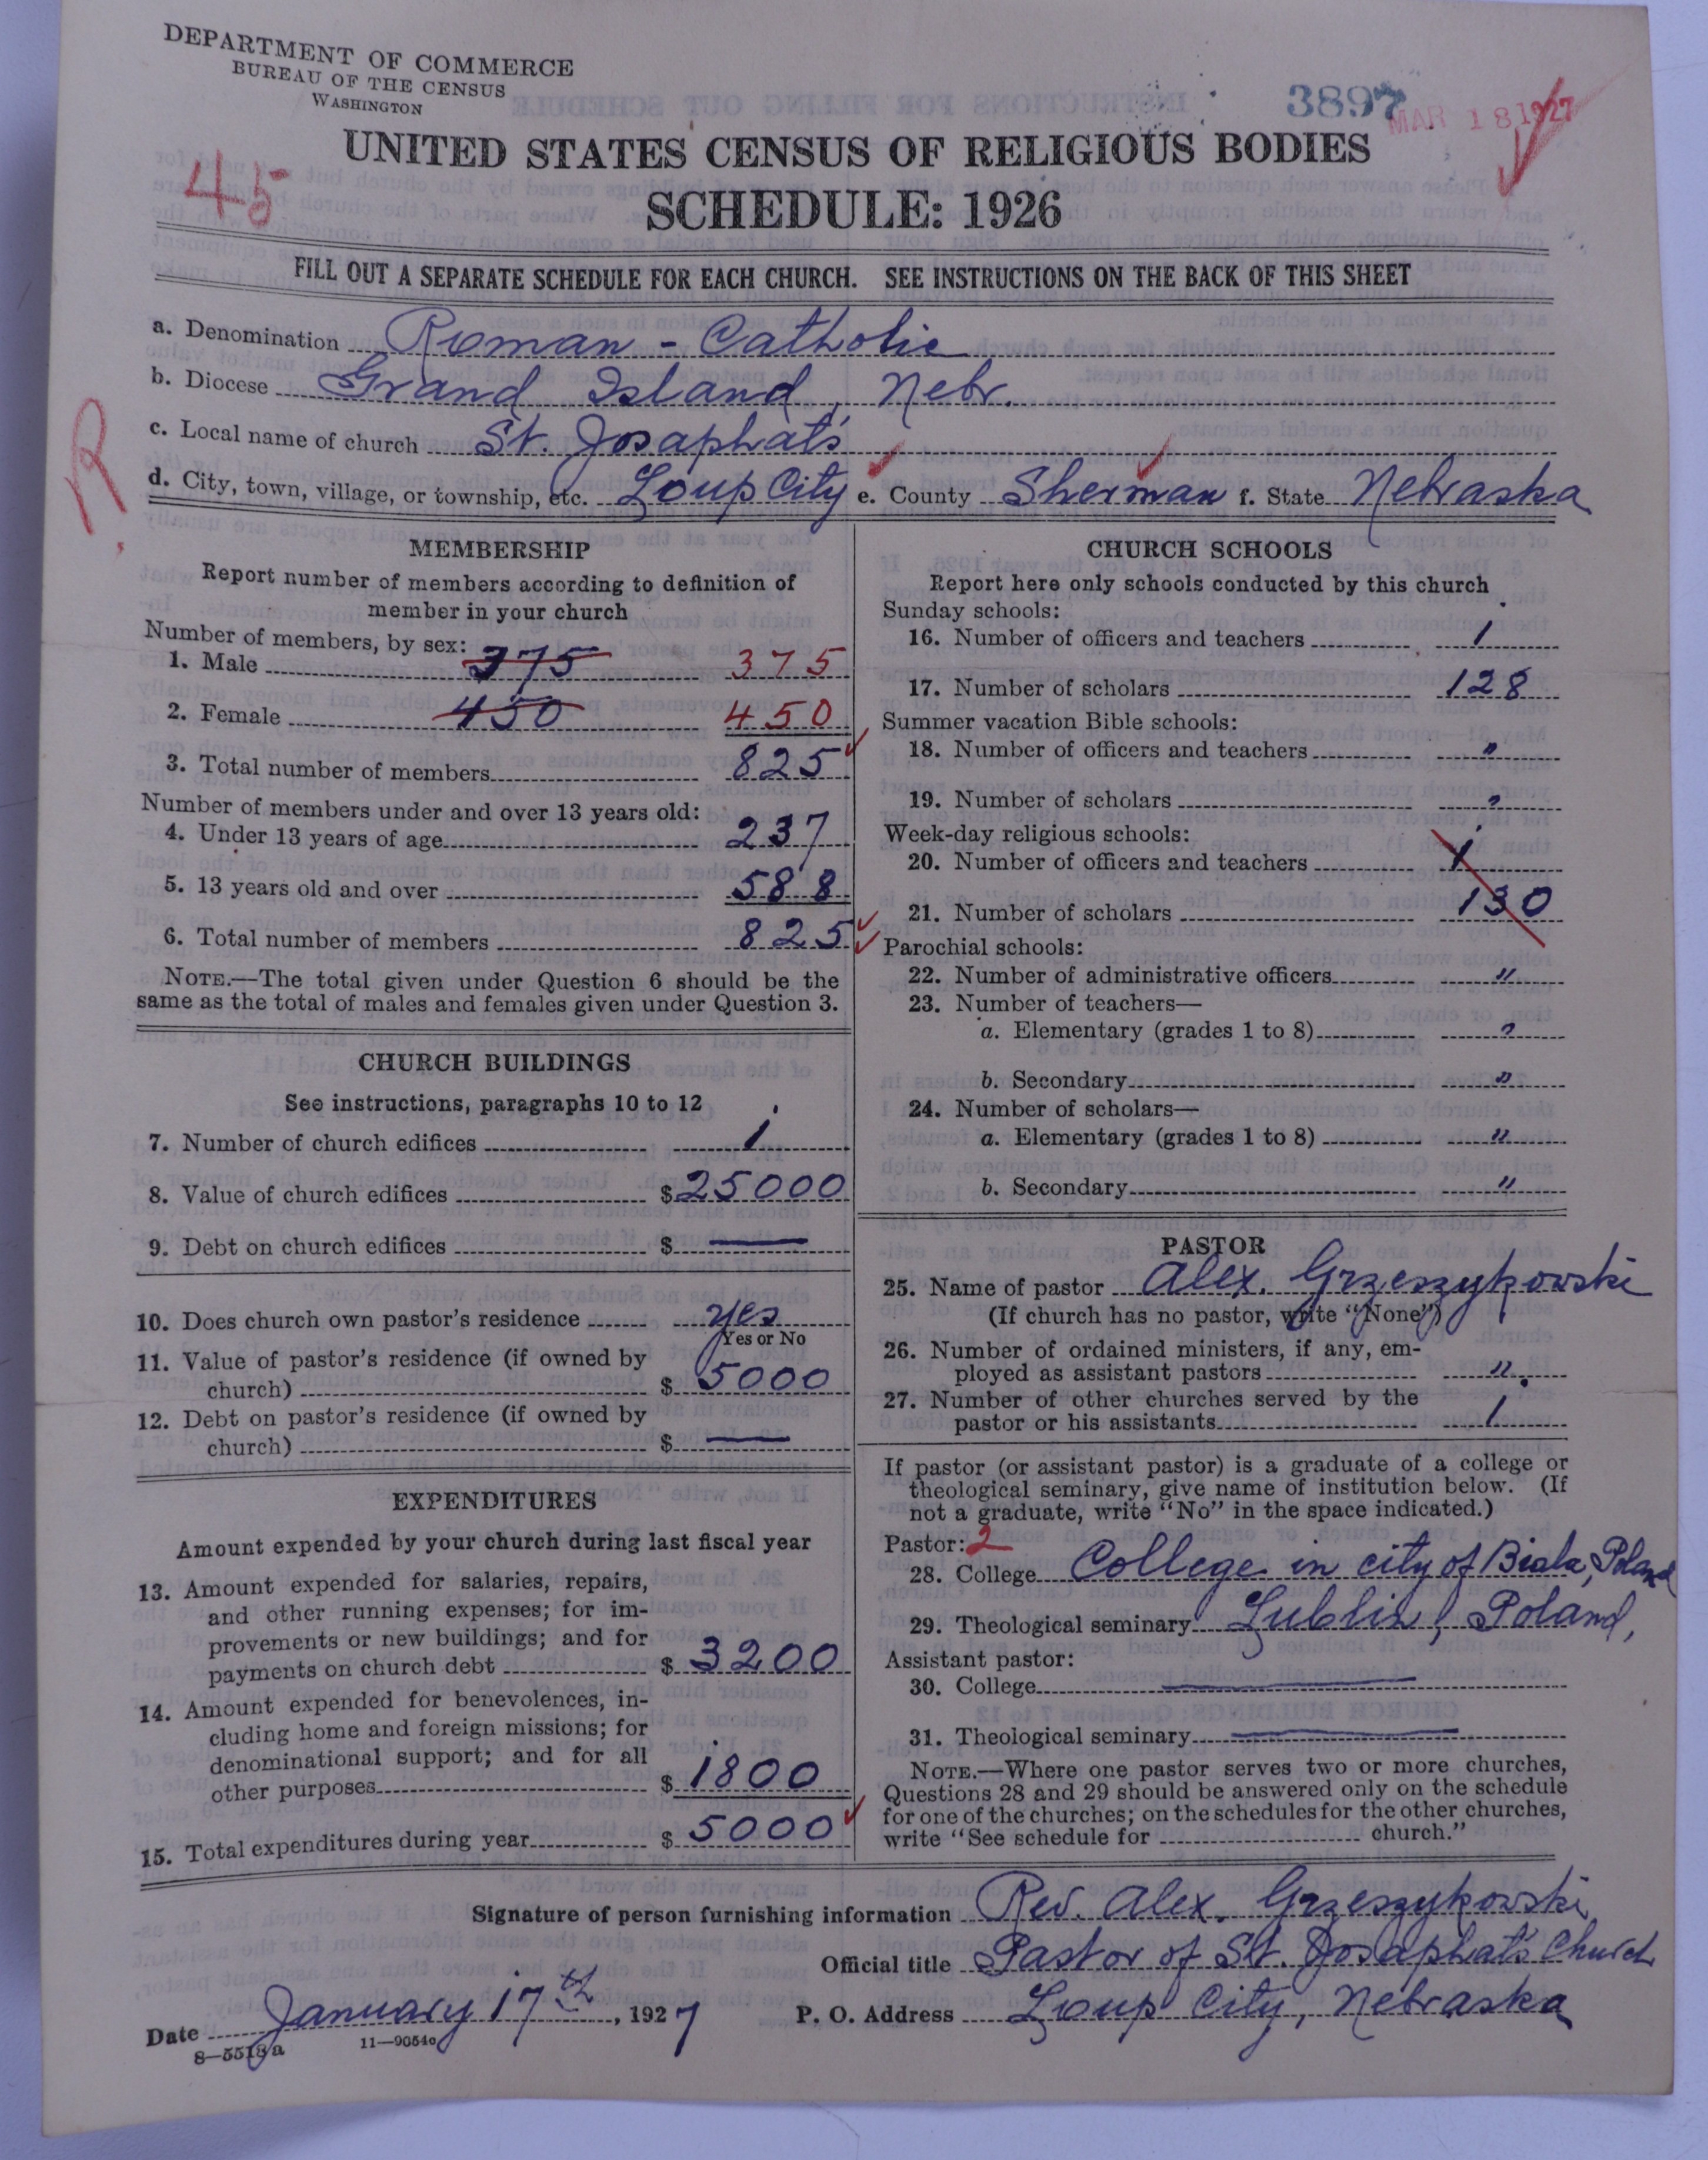 DEPARTMENT OF COMMERCE
BUREAU OF THE CENSUS
WASHINGTON
3897
MAR 18 1927
45
UNITED STATES CENSUS OF RELIGIOUS BODIES
SCHEDULE: 1926
FILL OUT A SEPARATE SCHEDULE FOR EACH CHURCH. SEE INSTRUCTIONS ON THE BACK OF THIS SHEET
a. Denomination Roman - Catholic
b. Diocese Grand Island, Nebr.
R.
c. Local name of church St. Josaphat's
d. City, town, village, or township, etc. Loup City e. County Sherman f. State Nebraska
MEMBERSHIP
Report number of members according to definition of
member in your church
Number of members, by sex:
1. Male 375 375
2. Female 450 450
3. Total number of members 825
Number of members under and over 13 years old:
4. Under 13 years of age 237
5. 13 years old and over 588
6. Total number of members 825
NOTE.—The total given under Question 6 should be the
same as the total of males and females given under Question 3.
CHURCH BUILDINGS
See instructions, paragraphs 10 to 12
7. Number of church edifices 1
8. Value of church edifices $ 25000
9. Debt on church edifices $ —
10. Does church own pastor's residence yes
Yes or No
11. Value of pastor's residence (if owned by
church) $ 5000
12. Debt on pastor's residence (if owned by
church) $ —
EXPENDITURES
Amount expended by your church during last fiscal year
13. Amount expended for salaries, repairs,
and other running expenses; for im-
provements or new buildings; and for
payments on church debt $ 3200
14. Amount expended for benevolences, in-
cluding home and foreign missions; for
denominational support; and for all
other purposes $ 1800
15. Total expenditures during year $ 5000
CHURCH SCHOOLS
Report here only schools conducted by this church
Sunday schools:
16. Number of officers and teachers 1
17. Number of scholars 128
Summer vacation Bible schools:
18. Number of officers and teachers "
19. Number of scholars "
Week-day religious schools:
20. Number of officers and teachers 1
21. Number of scholars 130
Parochial schools:
22. Number of administrative officers "
23. Number of teachers—
a. Elementary (grades 1 to 8) "
b. Secondary "
24. Number of scholars—
a. Elementary (grades 1 to 8) "
b. Secondary "
PASTOR
25. Name of pastor Alex. Grzeszykowski
(If church has no pastor, write "None")
26. Number of ordained ministers, if any, em-
ployed as assistant pastors "
27. Number of other churches served by the
pastor or his assistants 1
If pastor (or assistant pastor) is a graduate of a college or
theological seminary, give name of institution below. (If
not a graduate, write "No" in the space indicated.)
Pastor: 2
28. College College in city of Biala, Poland
29. Theological seminary Lublin, Poland,
Assistant pastor:
30. College —
31. Theological seminary —
NOTE.—Where one pastor serves two or more churches,
Questions 28 and 29 should be answered only on the schedule
for one of the churches; on the schedules for the other churches,
write "See schedule for church."
Signature of person furnishing information Rev. Alex. Grzeszykowski
Official title Pastor of St. Josaphat's Church
Date January 17th, 1927 P. O. Address Loup City, Nebraska
8—5513a 11—9054a